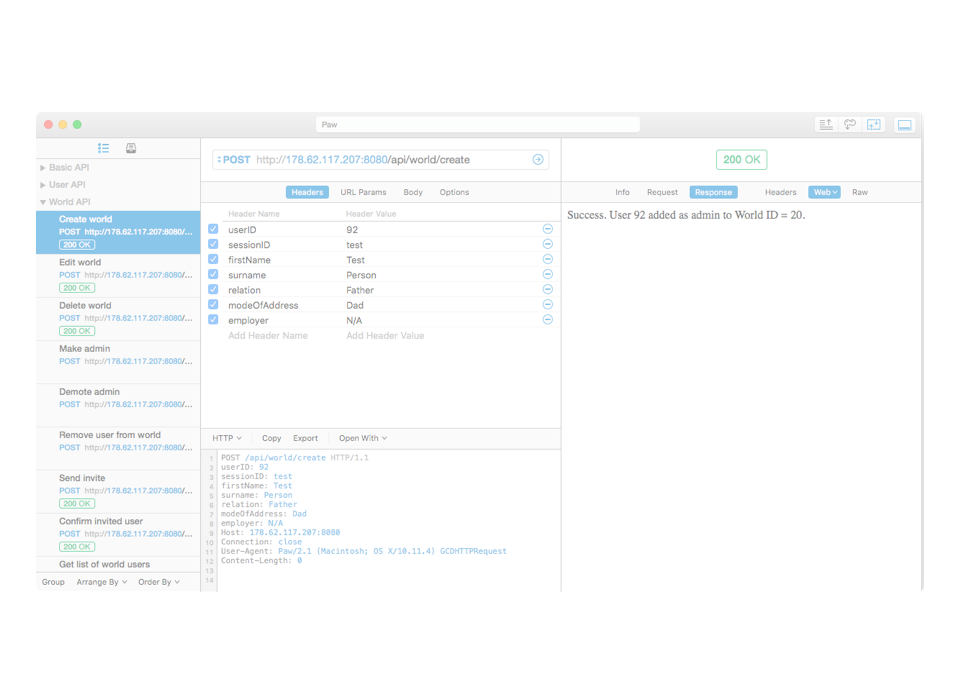 Paw
Basic API
User API
World API
Create world
POST http://178.62.117.207:8080/...
200 OK
Edit world
POST http://178.62.117.207:8080/...
200 OK
Delete world
POST http://178.62.117.207:8080/...
200 OK
Make admin
POST http://178.62.117.207:8080/...
Demote admin
POST http://178.62.117.207:8080/...
Remove user from world
POST http://178.62.117.207:8080/...
Send invite
POST http://178.62.117.207:8080/...
200 OK
Confirm invited user
POST http://178.62.117.207:8080/...
200 OK
Get list of world users
Group Arrange By Order By
POST http://178.62.117.207:8080/api/world/create
Headers URL Params Body Options
Header Name Header Value
userID 92
sessionID test
firstName Test
surname Person
relation Father
modeOfAddress Dad
employer N/A
Add Header Name Add Header Value
HTTP Copy Export Open With
1 POST /api/world/create HTTP/1.1
2 userID: 92
3 sessionID: test
4 firstName: Test
5 surname: Person
6 relation: Father
7 modeOfAddress: Dad
8 employer: N/A
9 Host: 178.62.117.207:8080
10 Connection: close
11 User-Agent: Paw/2.1 (Macintosh; OS X/10.11.4) GCDHTTPRequest
12 Content-Length: 0
13
14
200 OK
Info Request Response Headers Web Raw
Success. User 92 added as admin to World ID = 20.